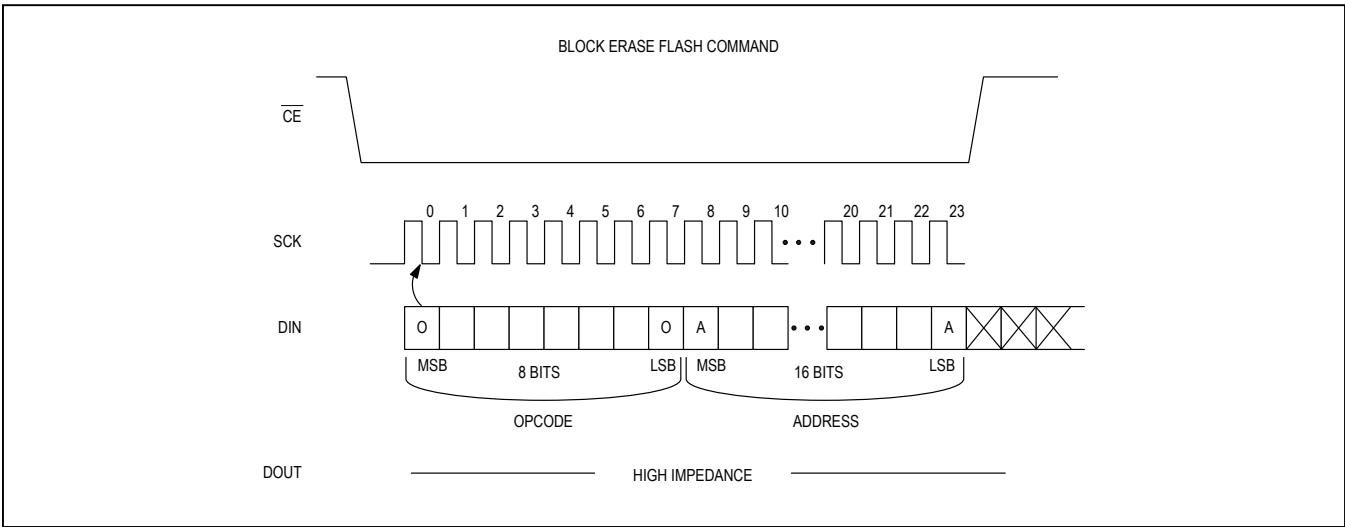 BLOCK ERASE FLASH COMMAND
CE
0 1 2 3 4 5 6 7 8 9 10 20 21 22 23
SCK
DIN O O A ••• A
MSB 8 BITS LSB MSB 16 BITS LSB
OPCODE ADDRESS
DOUT HIGH IMPEDANCE